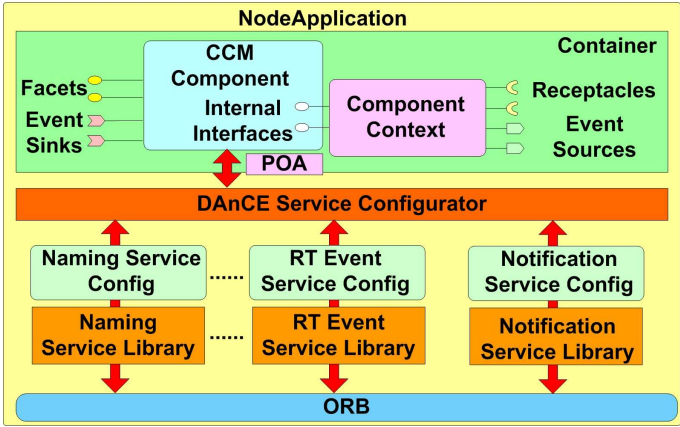 NodeApplication
Container
CCM
Component
Facets
Event
Sinks
Internal
Interfaces
Component
Context
Receptacles
Event
Sources
POA
DAnCE Service Configurator
Naming Service
Config
......
RT Event
Service Config
Notification
Service Config
Naming
Service Library
......
RT Event
Service Library
Notification
Service Library
ORB